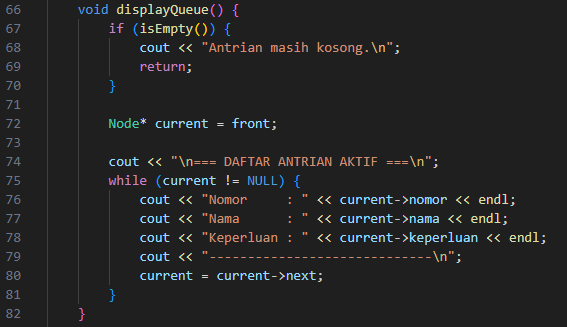 66 void displayQueue() {
67 if (isEmpty()) {
68 cout << "Antrian masih kosong.\n";
69 return;
70 }
71
72 Node* current = front;
73
74 cout << "\n=== DAFTAR ANTRIAN AKTIF ===\n";
75 while (current != NULL) {
76 cout << "Nomor     : " << current->nomor << endl;
77 cout << "Nama      : " << current->nama << endl;
78 cout << "Keperluan : " << current->keperluan << endl;
79 cout << "-----------------------------\n";
80 current = current->next;
81 }
82 }